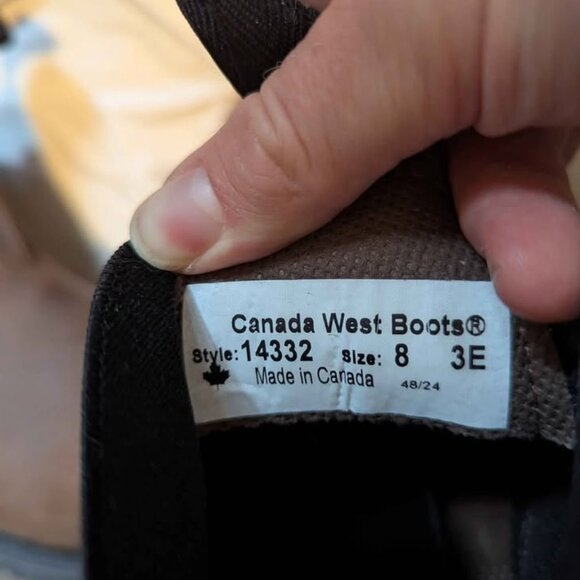 Canada West Boots®
Style: 14332 Size: 8 3E
Made in Canada 48/24